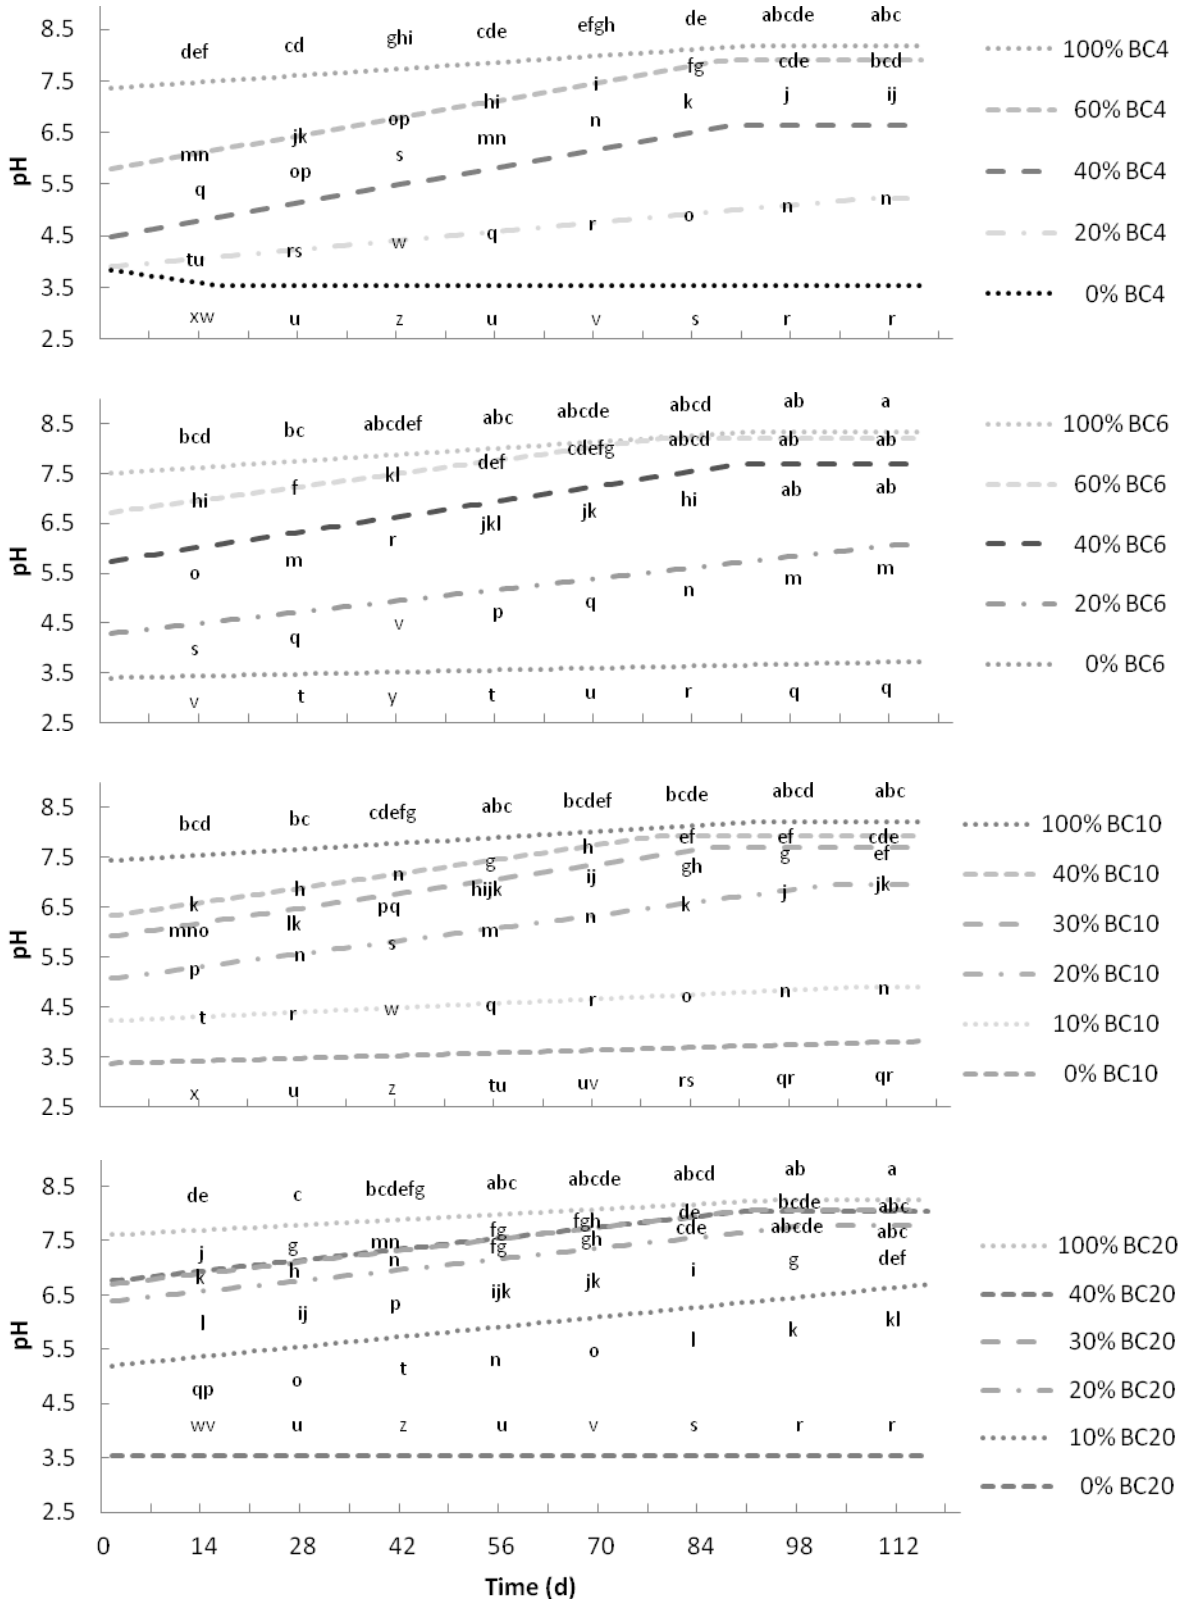 8.5 def cd ghi cde efgh de abcde abc
100% BC4
7.5 i fg cde bcd
60% BC4
jk op hi k j ij
6.5 mn n
40% BC4
mn op s
pH
5.5 q
20% BC4
4.5 tu rs w q r o n n
0% BC4
3.5
xw u z u v s r r
2.5
8.5 bcd bc abcdef abc abcde abcd ab a
100% BC6
7.5 hi f kl def cdefg abcd ab ab
60% BC6
6.5 jkl jk hi ab ab
40% BC6
pH
5.5 o m r
20% BC6
4.5 s q v p q n m m
0% BC6
3.5
v t y t u r q q
2.5
8.5 bcd bc cdefg abc bcdef bcde abcd abc
100% BC10
7.5 k h n g h ef ef cde
40% BC10
6.5 mno lk pq hijk ij gh g ef
30% BC10
pH
5.5 p n s m n k j jk
20% BC10
4.5 t r w q r o n n
10% BC10
3.5
0% BC10
x u z tu uv rs qr qr
2.5
8.5 de c bcdefg abc abcde abcd ab a
7.5 j g mn fg fgh de bcde abc
100% BC20
k h n fg gh cde abcde abc
40% BC20
6.5 l ij p ijk jk i g def
30% BC20
pH
5.5 qp o t n o l k kl
20% BC20
4.5 wv u z u v s r r
10% BC20
3.5
0% BC20
2.5
0 14 28 42 56 70 84 98 112
Time (d)